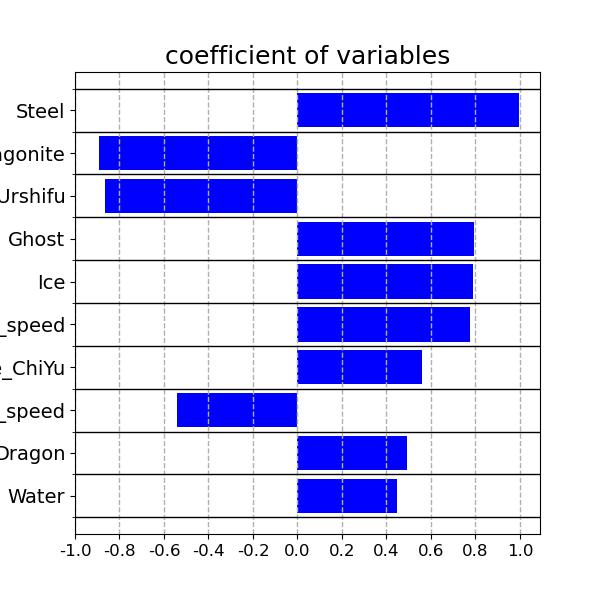 coefficient of variables
Steel
agonite
Urshifu
Ghost
Ice
_speed
e_ChiYu
_speed
Dragon
Water
-1.0 -0.8 -0.6 -0.4 -0.2 0.0 0.2 0.4 0.6 0.8 1.0